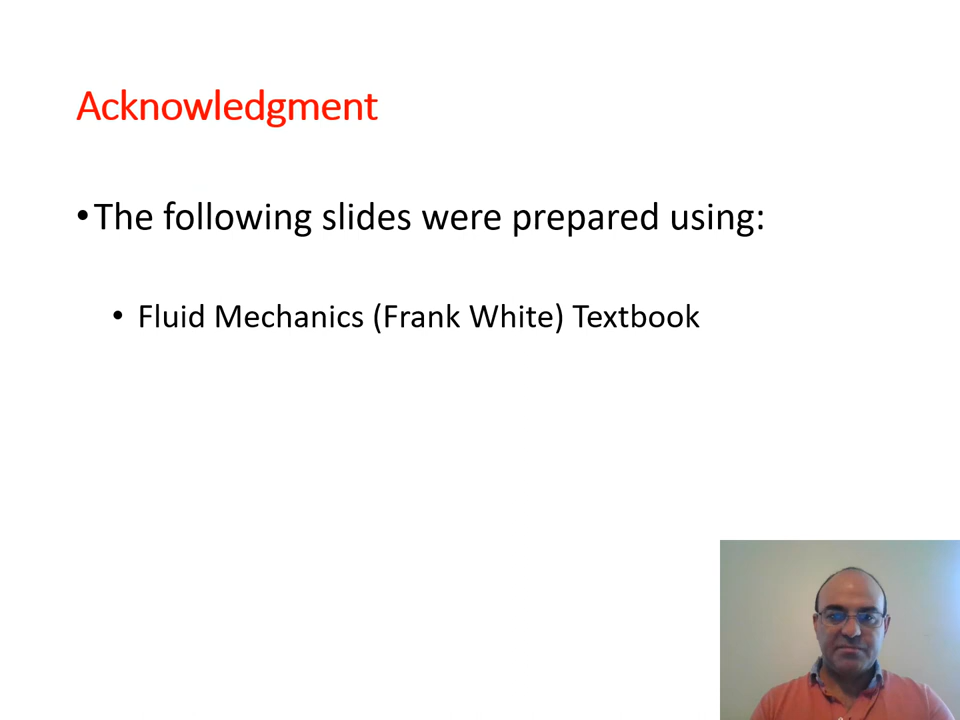 Acknowledgment
•The following slides were prepared using:
• Fluid Mechanics (Frank White) Textbook